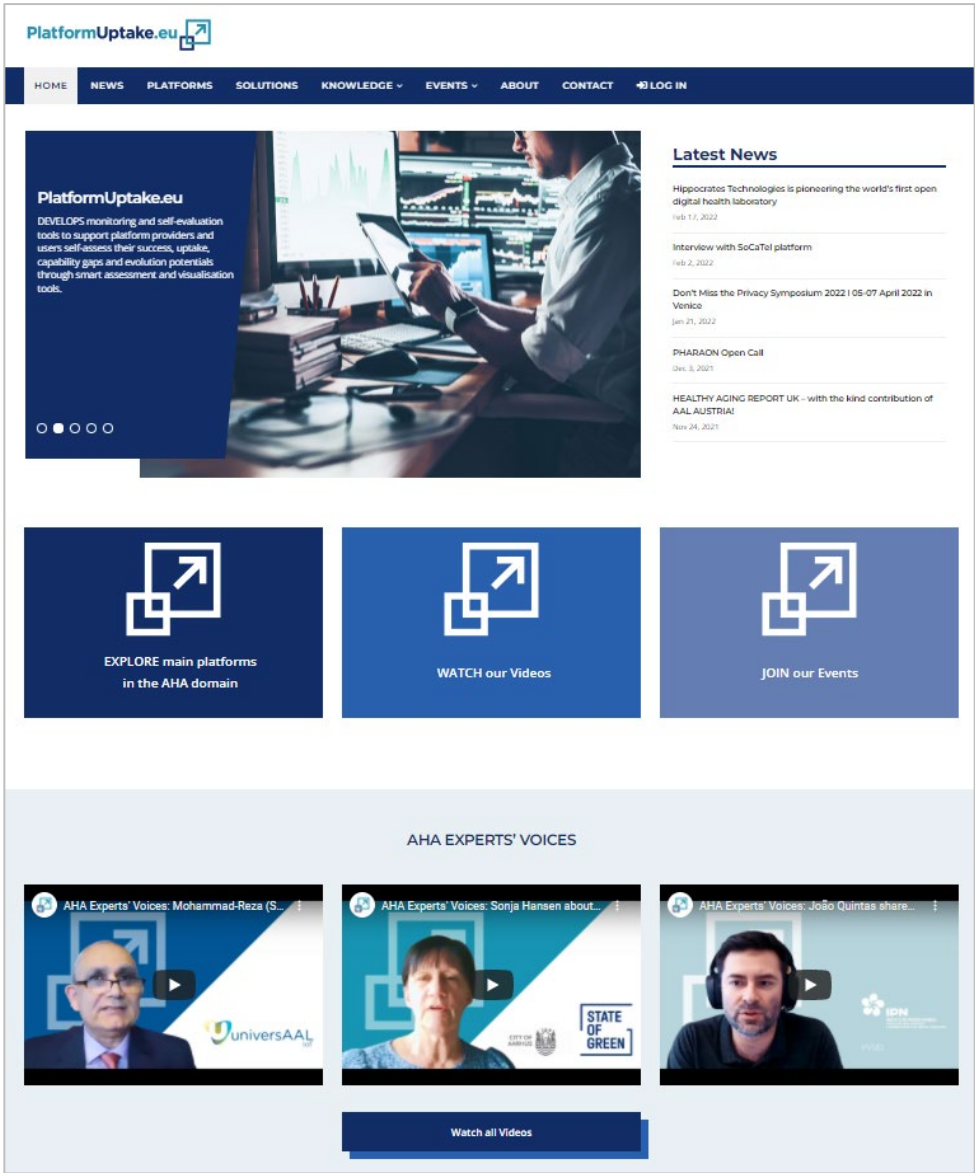 PlatformUptake.eu
HOME NEWS PLATFORMS SOLUTIONS KNOWLEDGE EVENTS ABOUT CONTACT LOG IN
PlatformUptake.eu
DEVELOPS monitoring and self-evaluation
tools to support platform providers and
users self-assess their success, uptake,
capability gaps and evolution potentials
through smart assessment and visualisation
tools.
Latest News
Hippocrates Technologies is pioneering the world's first open
digital health laboratory
Feb 17, 2022
Interview with SoCaTel platform
Feb 2, 2022
Don't Miss the Privacy Symposium 2022 I 05-07 April 2022 in
Venice
Jan 21, 2022
PHARAON Open Call
Dec 3, 2021
HEALTHY AGING REPORT UK – with the kind contribution of
AAL AUSTRIA!
Nov 24, 2021
EXPLORE main platforms
in the AHA domain
WATCH our Videos
JOIN our Events
AHA EXPERTS' VOICES
AHA Experts' Voices: Mohammad-Reza (S...
universAAL
AHA Experts' Voices: Sonja Hansen about...
CITY OF
AARHUS
STATE
OF
GREEN
AHA Experts' Voices: João Quintas share...
IPN
Watch all Videos